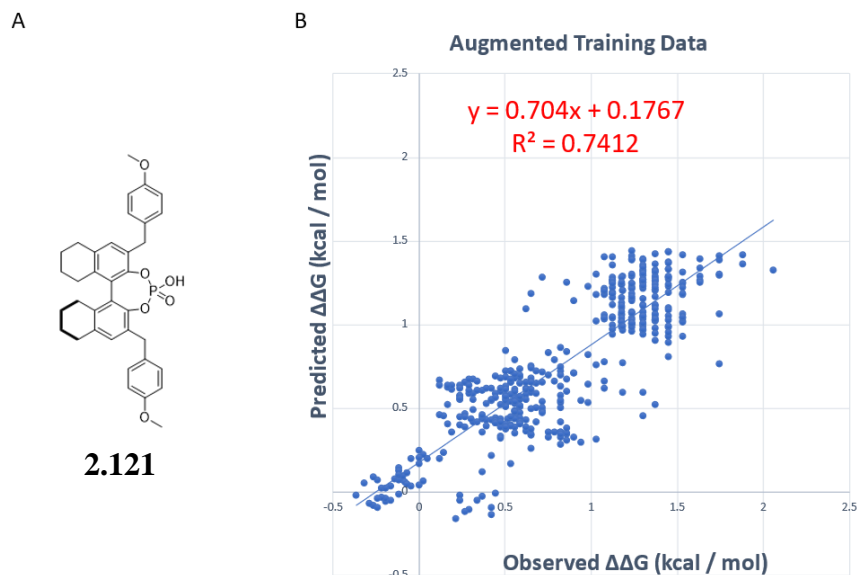 A
B
Augmented Training Data
y = 0.704x + 0.1767
R² = 0.7412
Predicted ΔΔG (kcal / mol)
2.5
2
1.5
1
0.5
0
-0.5
-0.5
0
0.5
1
1.5
2
2.5
Observed ΔΔG (kcal / mol)
O
O
OH
P
O
O
O
2.121